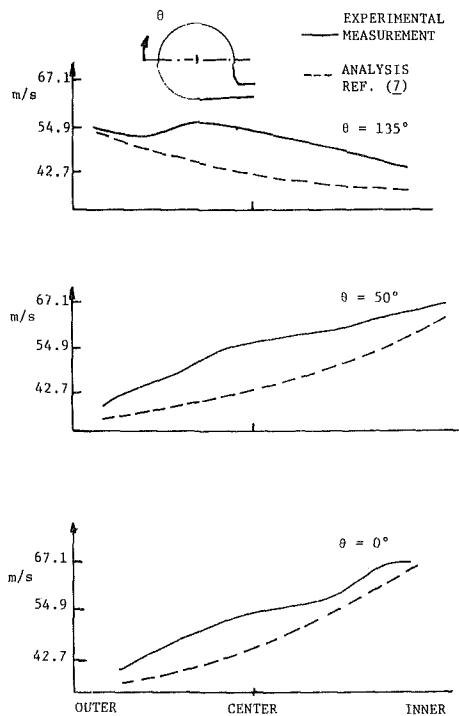 θ
EXPERIMENTAL
MEASUREMENT
ANALYSIS
REF. (7)
67.1
m/s
54.9
42.7
θ = 135°
67.1
m/s
54.9
42.7
θ = 50°
67.1
m/s
54.9
42.7
θ = 0°
OUTER CENTER INNER